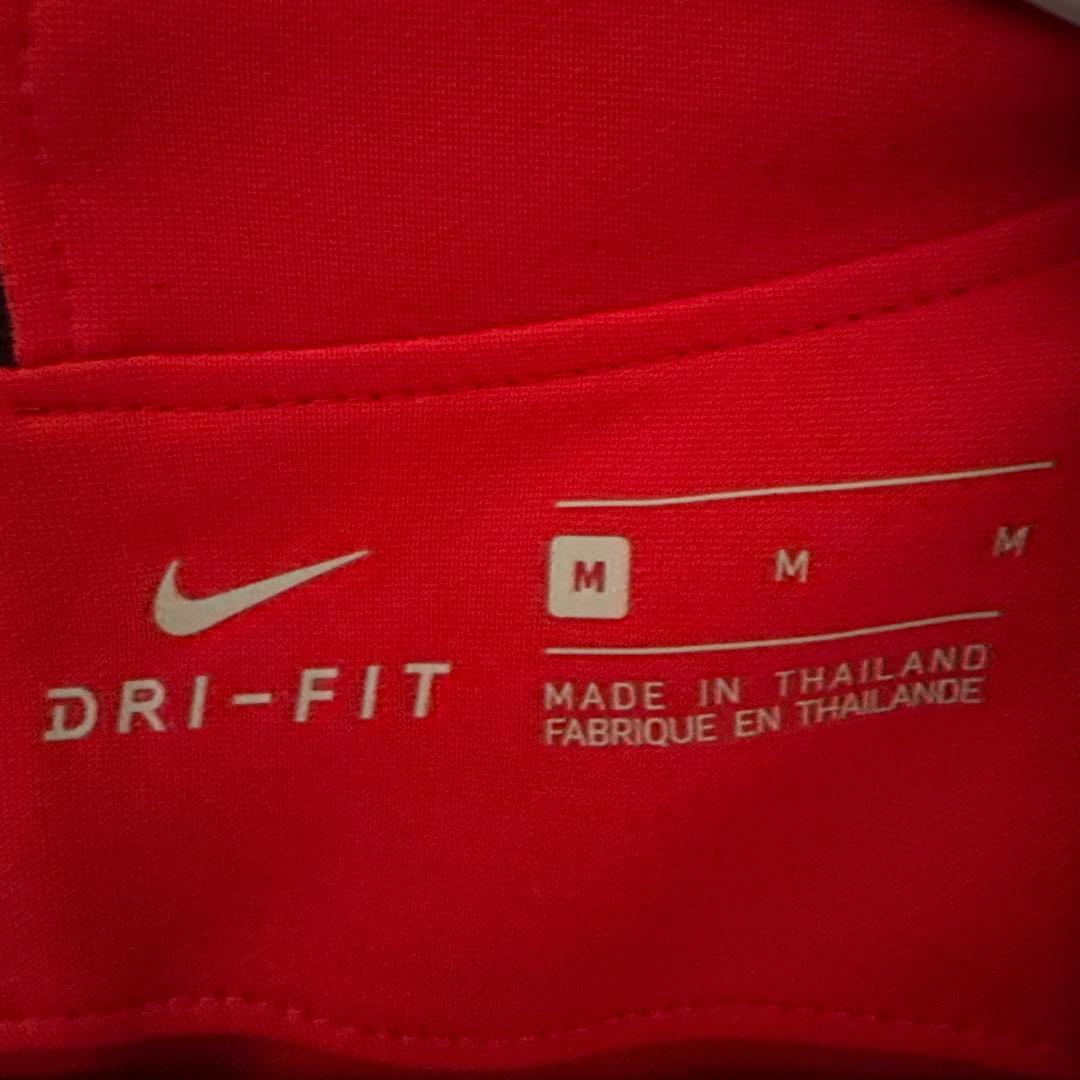 DRI-FIT
M M M
MADE IN THAILAND
FABRIQUE EN THAILANDE